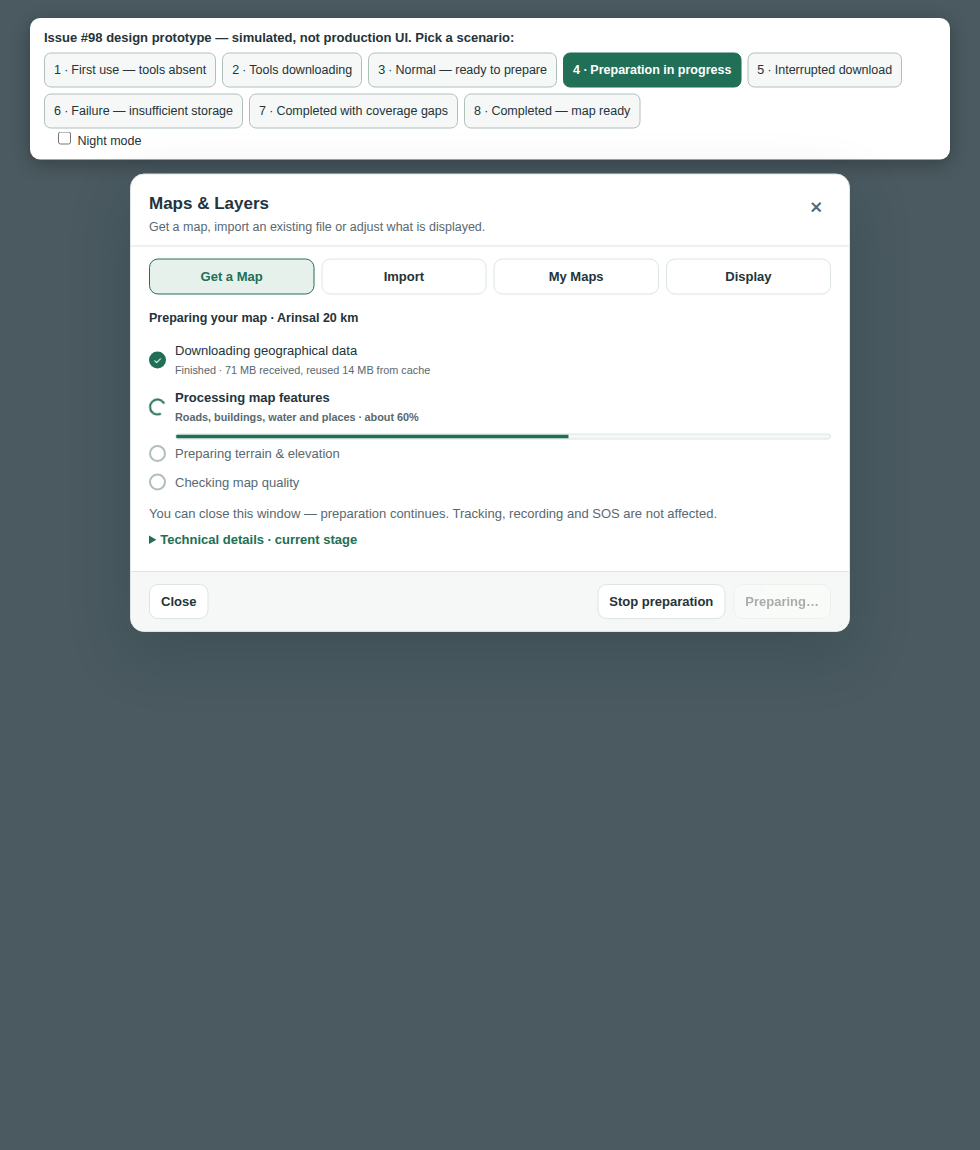 Issue #98 design prototype — simulated, not production UI. Pick a scenario:
1 · First use — tools absent
2 · Tools downloading
3 · Normal — ready to prepare
4 · Preparation in progress
5 · Interrupted download
6 · Failure — insufficient storage
7 · Completed with coverage gaps
8 · Completed — map ready
Night mode
Maps & Layers
✕
Get a map, import an existing file or adjust what is displayed.
Get a Map
Import
My Maps
Display
Preparing your map · Arinsal 20 km
Downloading geographical data
Finished · 71 MB received, reused 14 MB from cache
Processing map features
Roads, buildings, water and places · about 60%
Preparing terrain & elevation
Checking map quality
You can close this window — preparation continues. Tracking, recording and SOS are not affected.
Technical details · current stage
Close
Stop preparation
Preparing…